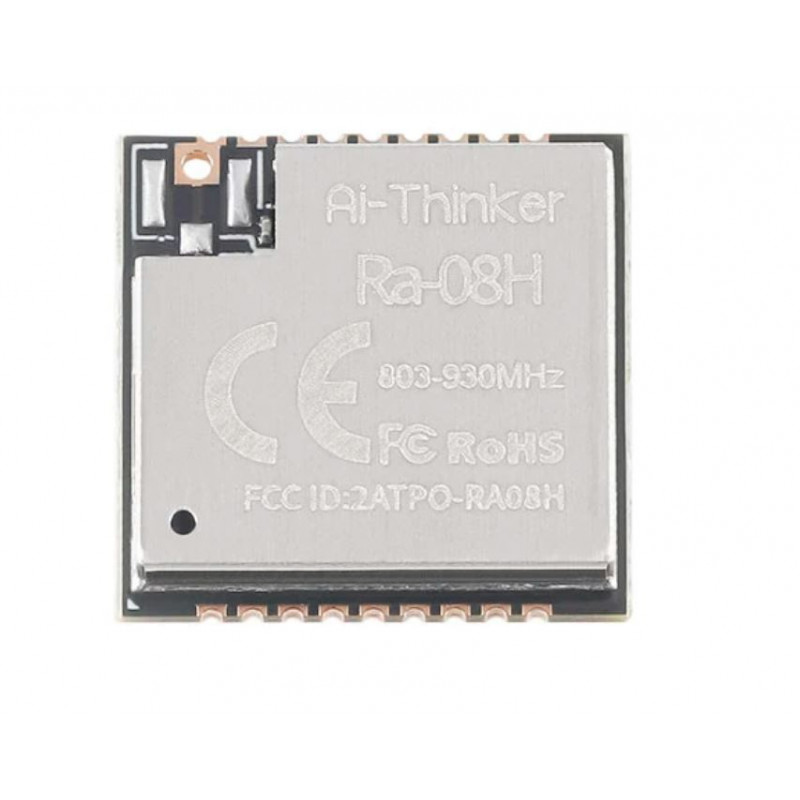 Ai-Thinker
Ra-08H
CE
803-930MHz
FC RoHS
FCC ID:2ATPO-RA08H